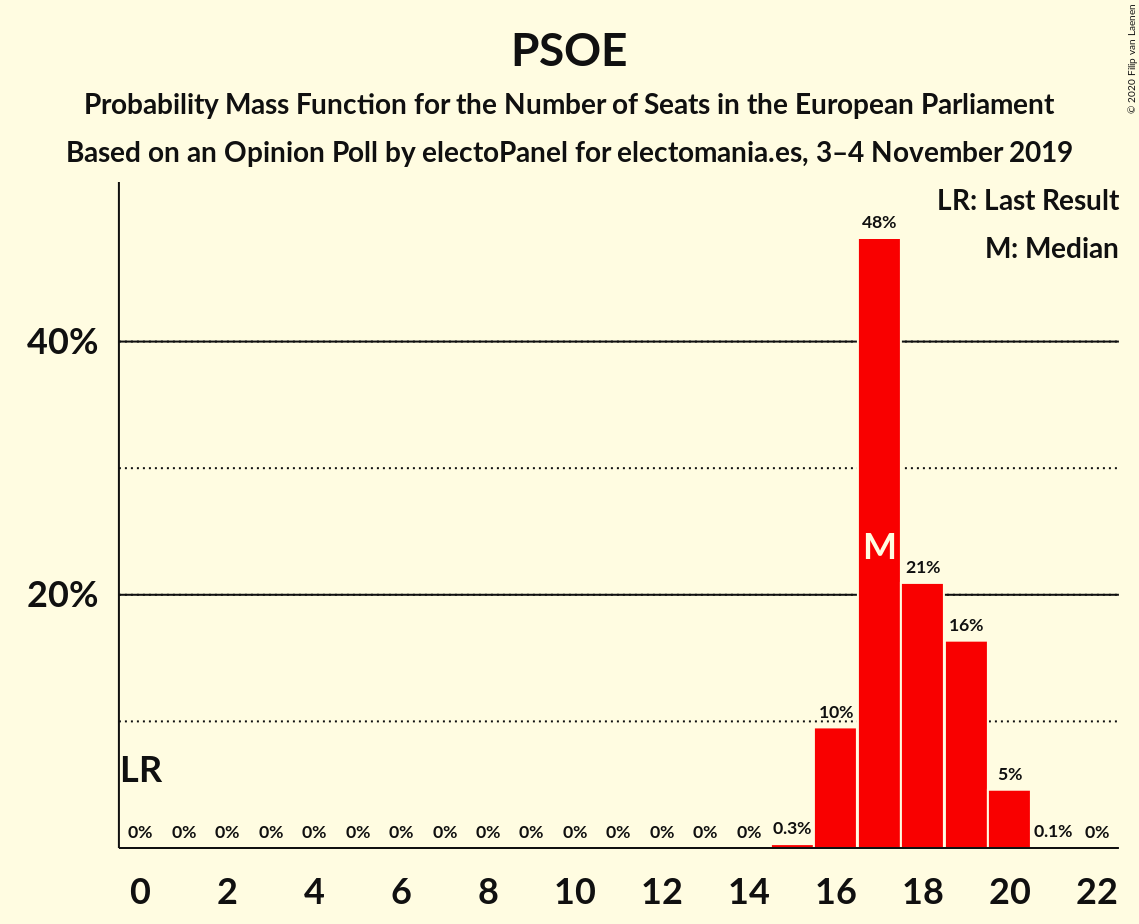 © 2020 Filip van Laenen
PSOE
Probability Mass Function for the Number of Seats in the European Parliament
Based on an Opinion Poll by electoPanel for electomania.es, 3–4 November 2019
LR: Last Result
M: Median
48%
40%
M
21%
20%
16%
10%
LR
5%
0% 0% 0% 0% 0% 0% 0% 0% 0% 0% 0% 0% 0% 0% 0% 0.3% 0.1% 0%
0 2 4 6 8 10 12 14 16 18 20 22